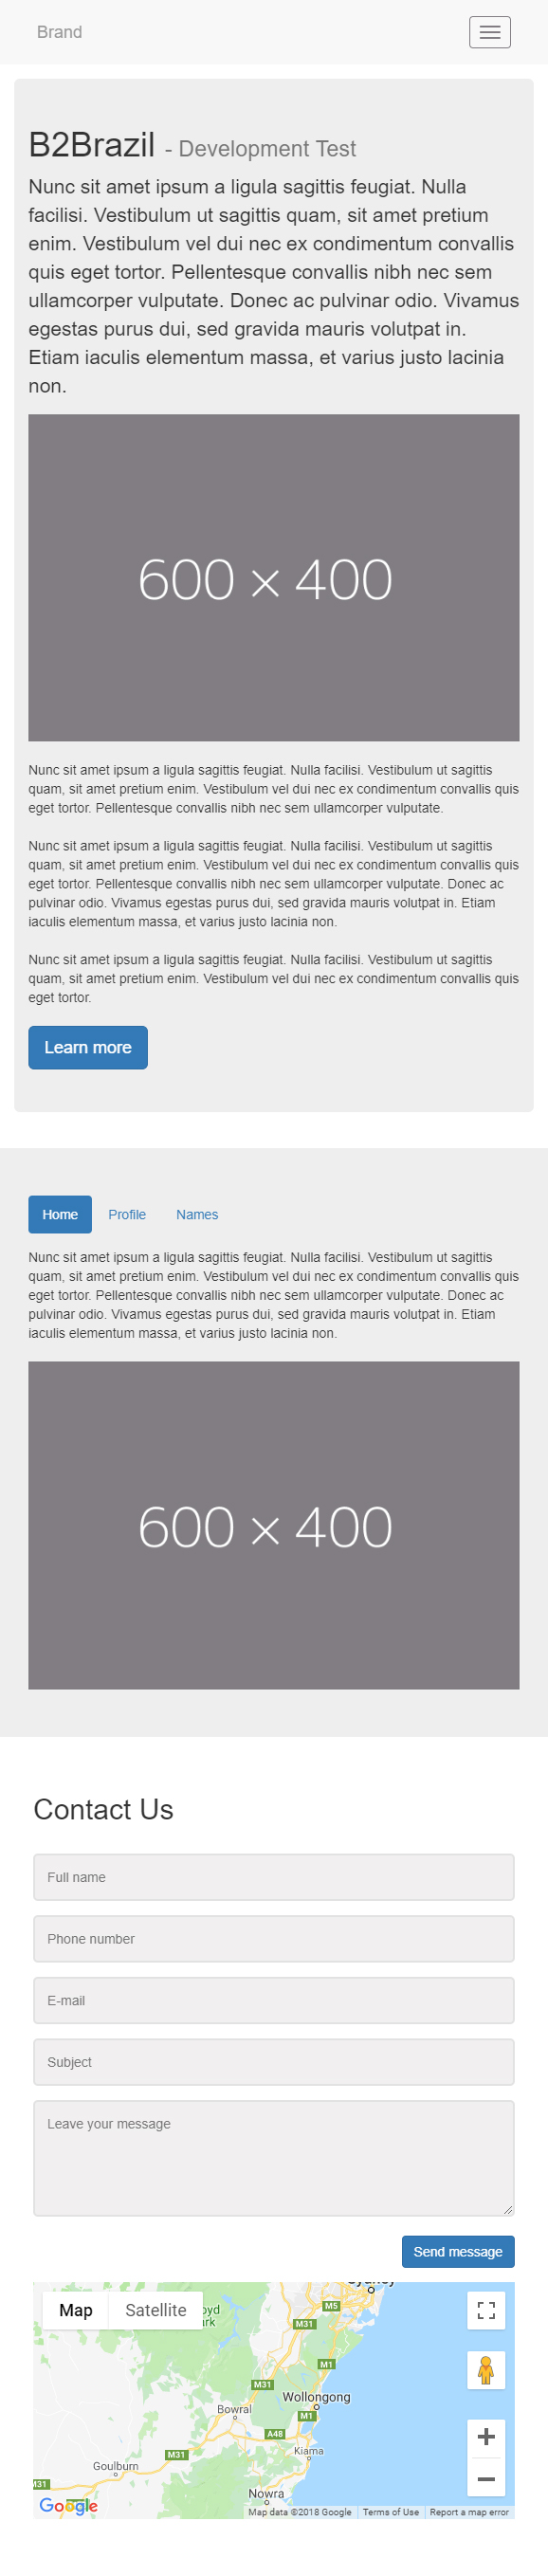 Brand
B2Brazil - Development Test
Nunc sit amet ipsum a ligula sagittis feugiat. Nulla
facilisi. Vestibulum ut sagittis quam, sit amet pretium
enim. Vestibulum vel dui nec ex condimentum convallis
quis eget tortor. Pellentesque convallis nibh nec sem
ullamcorper vulputate. Donec ac pulvinar odio. Vivamus
egestas purus dui, sed gravida mauris volutpat in.
Etiam iaculis elementum massa, et varius justo lacinia
non.
600 × 400
Nunc sit amet ipsum a ligula sagittis feugiat. Nulla facilisi. Vestibulum ut sagittis
quam, sit amet pretium enim. Vestibulum vel dui nec ex condimentum convallis quis
eget tortor. Pellentesque convallis nibh nec sem ullamcorper vulputate.
Nunc sit amet ipsum a ligula sagittis feugiat. Nulla facilisi. Vestibulum ut sagittis
quam, sit amet pretium enim. Vestibulum vel dui nec ex condimentum convallis quis
eget tortor. Pellentesque convallis nibh nec sem ullamcorper vulputate. Donec ac
pulvinar odio. Vivamus egestas purus dui, sed gravida mauris volutpat in. Etiam
iaculis elementum massa, et varius justo lacinia non.
Nunc sit amet ipsum a ligula sagittis feugiat. Nulla facilisi. Vestibulum ut sagittis
quam, sit amet pretium enim. Vestibulum vel dui nec ex condimentum convallis quis
eget tortor.
Learn more
Home Profile Names
Nunc sit amet ipsum a ligula sagittis feugiat. Nulla facilisi. Vestibulum ut sagittis
quam, sit amet pretium enim. Vestibulum vel dui nec ex condimentum convallis quis
eget tortor. Pellentesque convallis nibh nec sem ullamcorper vulputate. Donec ac
pulvinar odio. Vivamus egestas purus dui, sed gravida mauris volutpat in. Etiam
iaculis elementum massa, et varius justo lacinia non.
600 × 400
Contact Us
Full name
Phone number
E-mail
Subject
Leave your message
Send message
Map Satellite
M5
M31
M1
M31
Wollongong
Bowral
M1
A48
Kiama
M31
Goulburn
M31
Nowra
Google
Map data ©2018 Google Terms of Use Report a map error